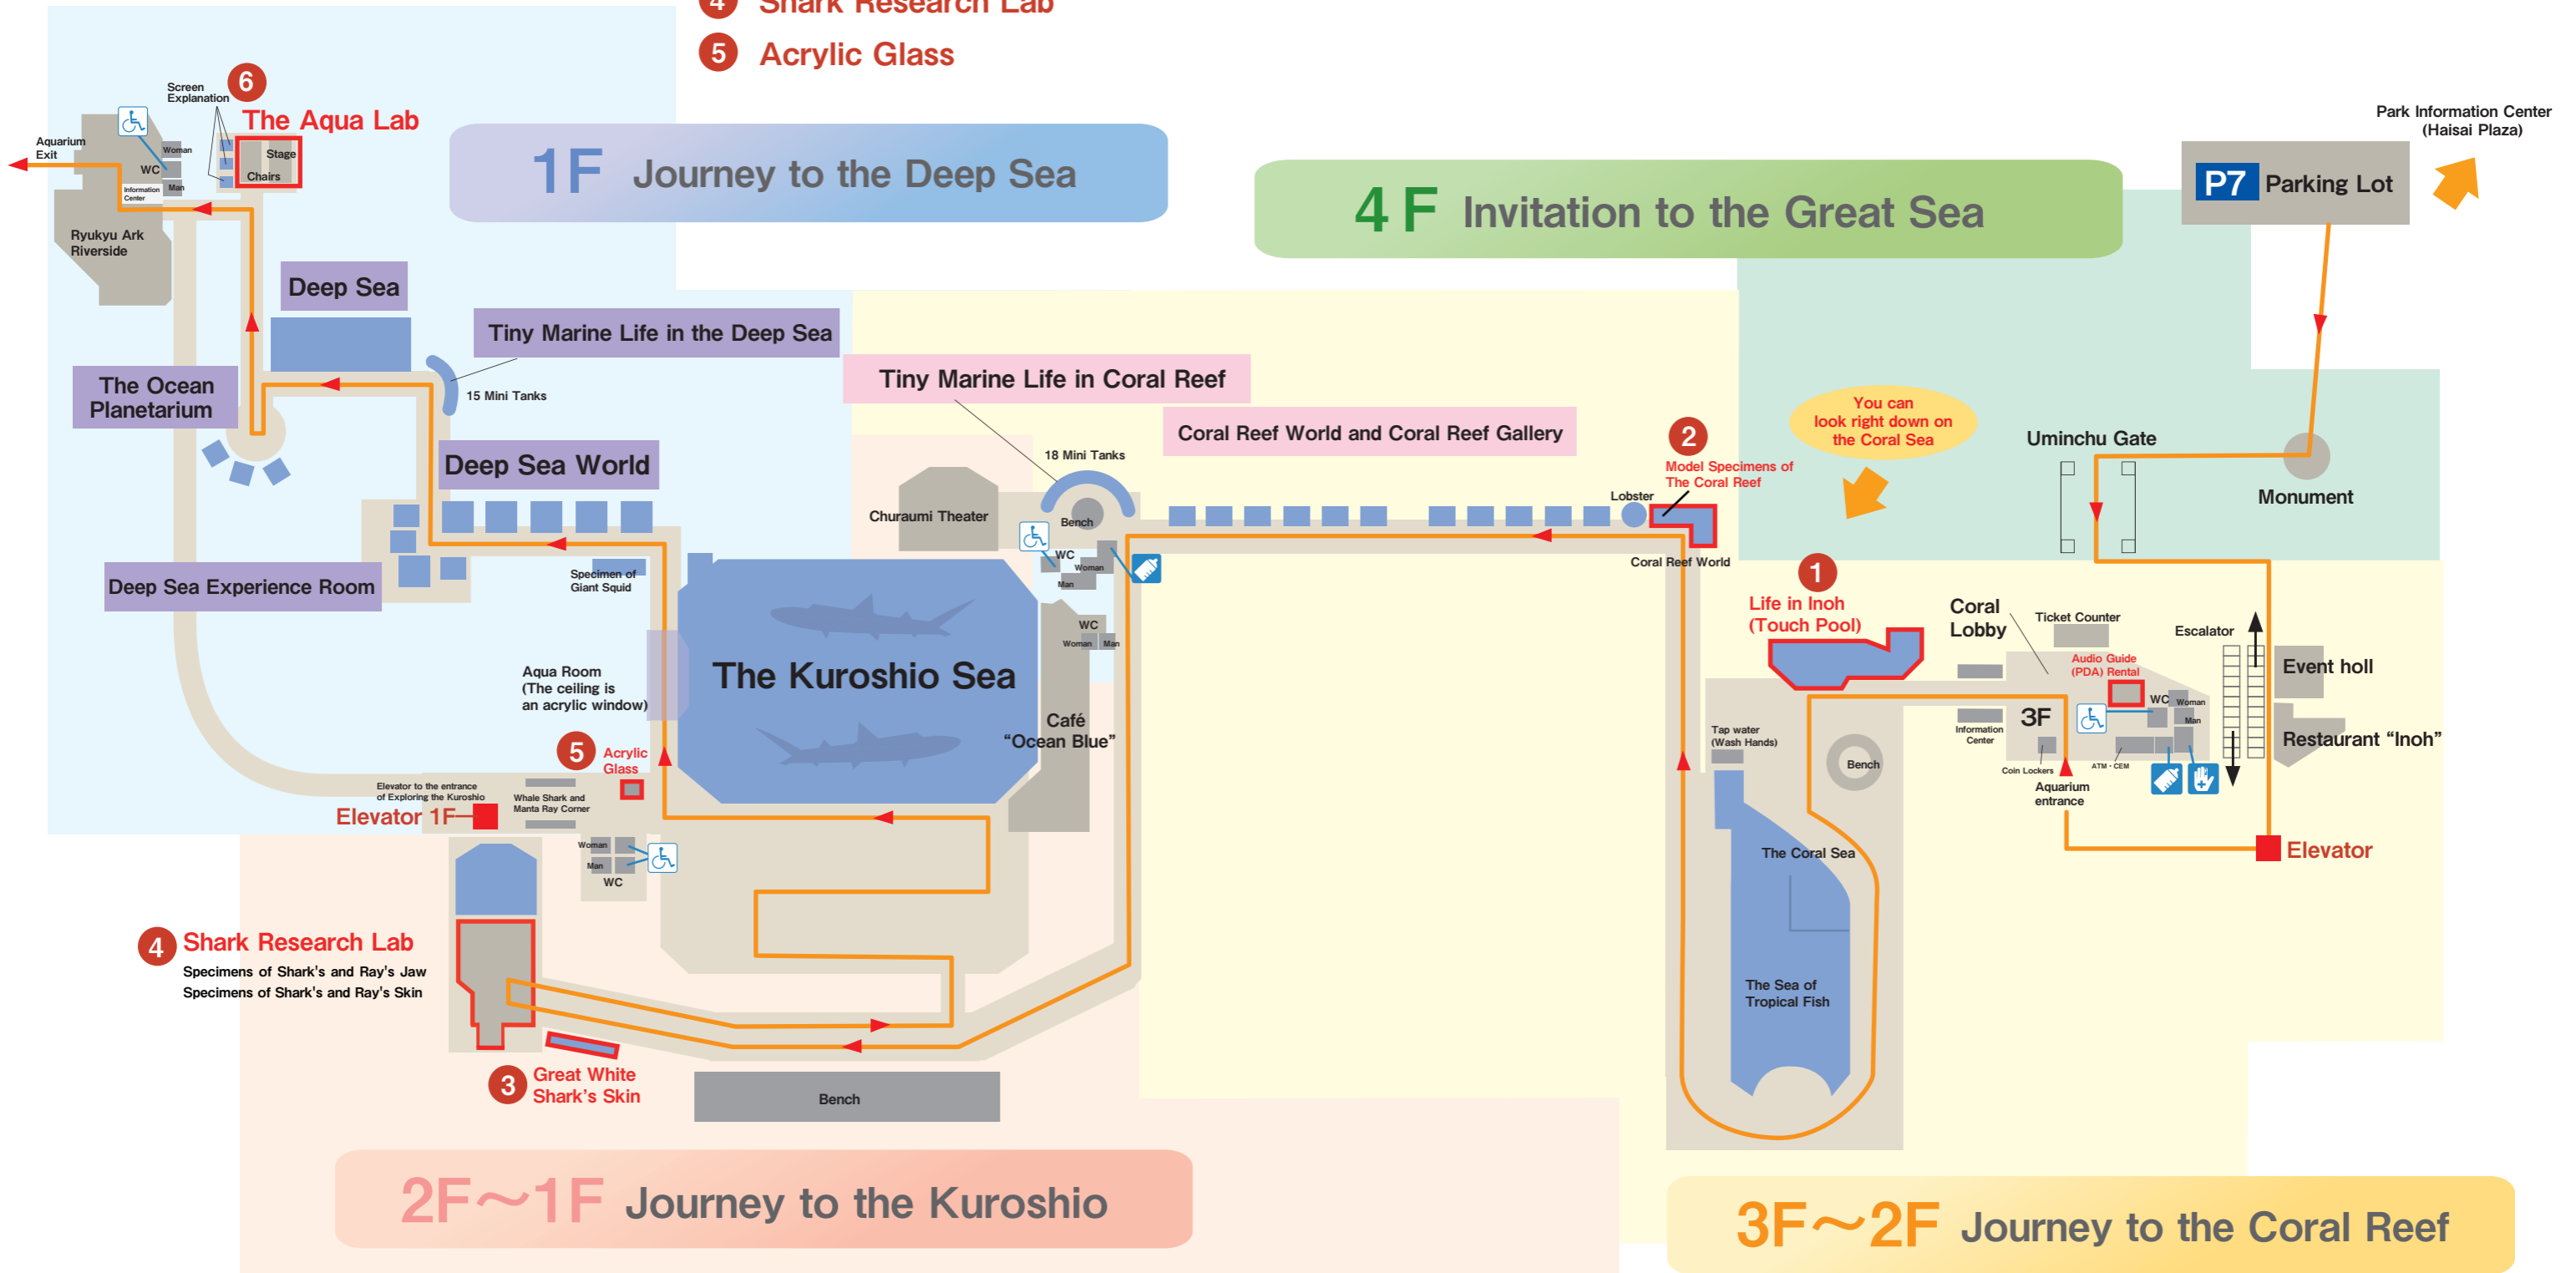 4 Shark Research Lab
5 Acrylic Glass
Screen
Explanation
6
The Aqua Lab
Stage
Chairs
Aquarium
Exit
Woman
WC
Man
Information
Center
Ryukyu Ark
Riverside
1F Journey to the Deep Sea
4F Invitation to the Great Sea
Park Information Center
(Haisai Plaza)
P7 Parking Lot
Deep Sea
Tiny Marine Life in the Deep Sea
15 Mini Tanks
The Ocean
Planetarium
Deep Sea World
Deep Sea Experience Room
Specimen of
Giant Squid
Tiny Marine Life in Coral Reef
Coral Reef World and Coral Reef Gallery
18 Mini Tanks
Churaumi Theater
Bench
WC
Woman
Man
2
Model Specimens of
The Coral Reef
Lobster
Coral Reef World
You can
look right down on
the Coral Sea
Uminchu Gate
Monument
1
Life in Inoh
(Touch Pool)
Coral
Lobby
Ticket Counter
Escalator
Audio Guide
(PDA) Rental
Event holl
WC
Woman
Man
3F
Information
Center
Coin Lockers
ATM・CEM
Restaurant “Inoh”
Aquarium
entrance
Elevator
Tap water
(Wash Hands)
Bench
The Coral Sea
The Sea of
Tropical Fish
The Kuroshio Sea
WC
Woman
Man
Café
“Ocean Blue”
Aqua Room
(The ceiling is
an acrylic window)
5
Acrylic
Glass
Elevator to the entrance
of Exploring the Kuroshio
Elevator 1F
Whale Shark and
Manta Ray Corner
Woman
Man
WC
4
Shark Research Lab
Specimens of Shark's and Ray's Jaw
Specimens of Shark's and Ray's Skin
3
Great White
Shark's Skin
Bench
2F～1F Journey to the Kuroshio
3F～2F Journey to the Coral Reef